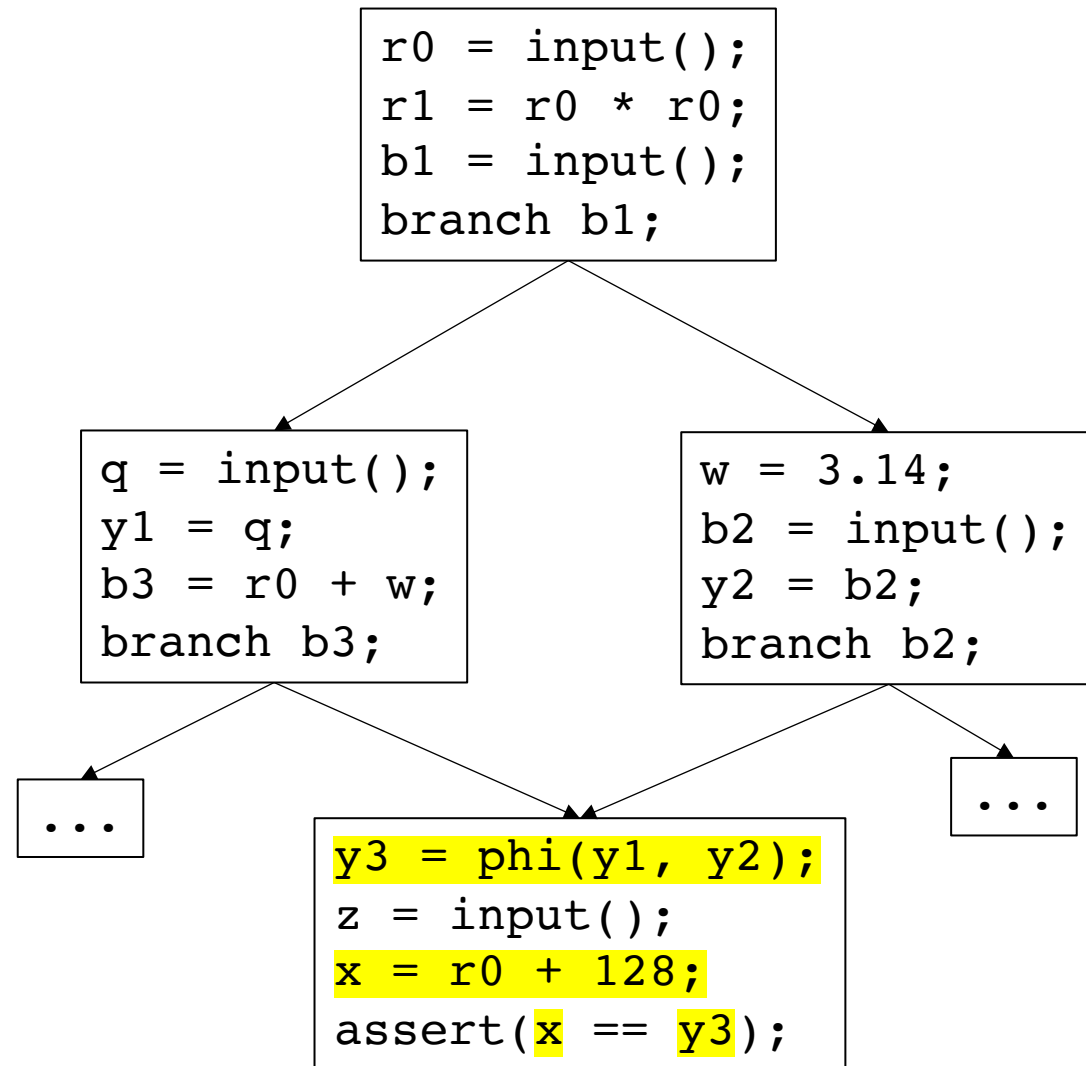 r0 = input();
r1 = r0 * r0;
b1 = input();
branch b1;
q = input();
y1 = q;
b3 = r0 + w;
branch b3;
w = 3.14;
b2 = input();
y2 = b2;
branch b2;
...
...
y3 = phi(y1, y2);
z = input();
x = r0 + 128;
assert(x == y3);